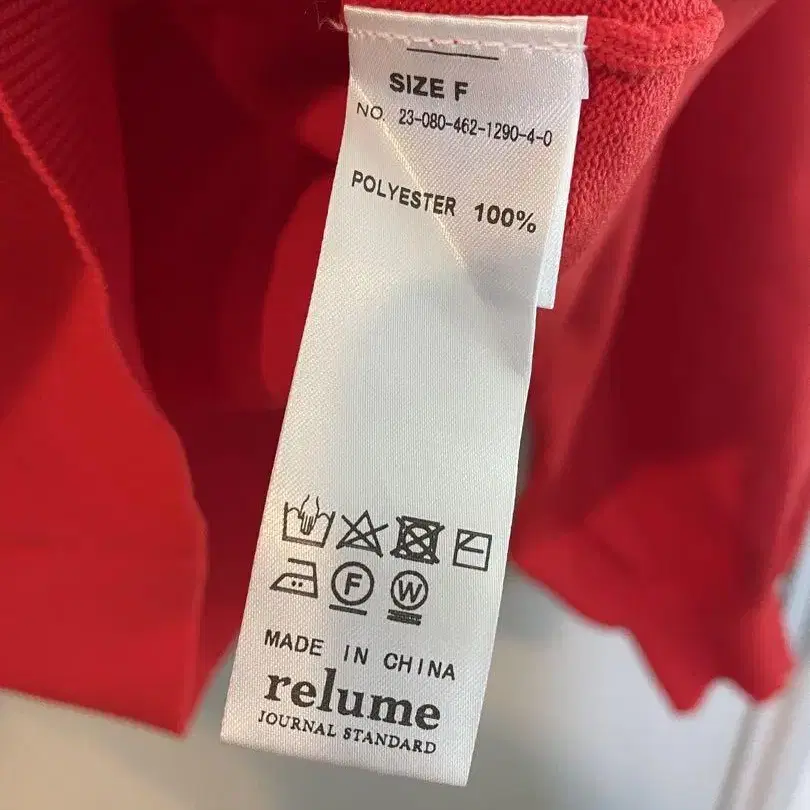 SIZE F
NO. 23-080-462-1290-4-0
POLYESTER 100%
F W
MADE IN CHINA
relume
JOURNAL STANDARD